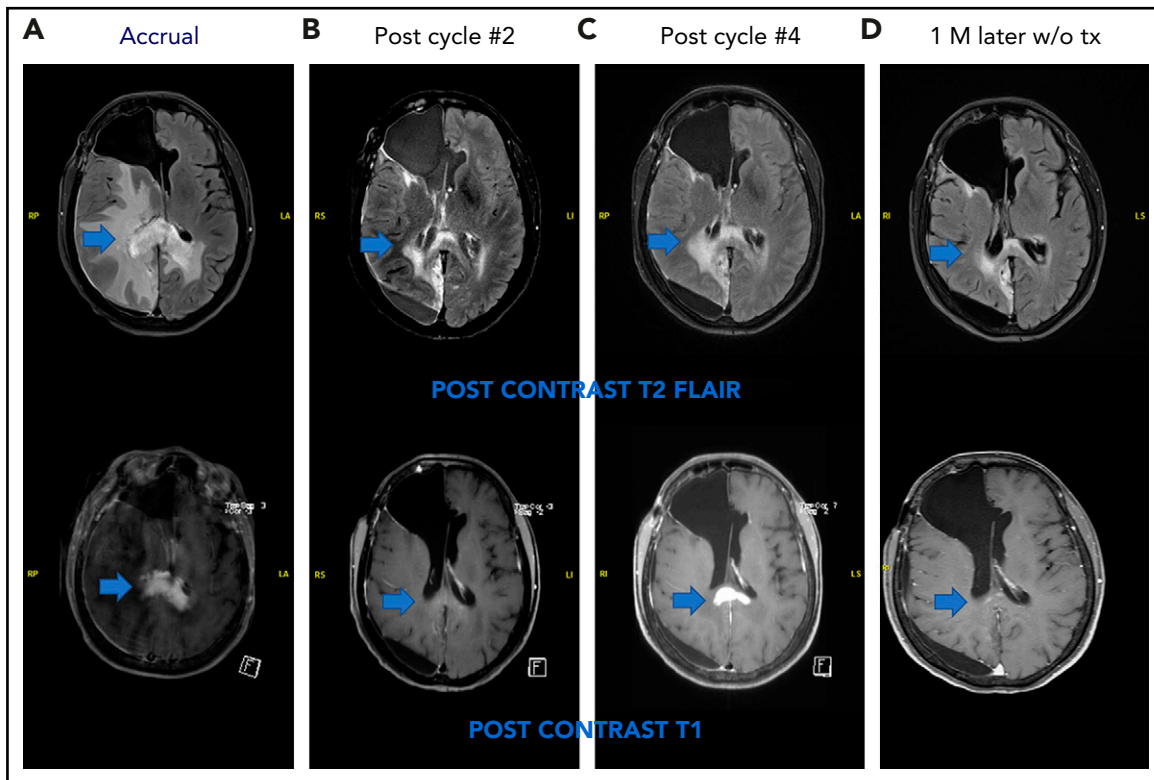 A Accrual B Post cycle #2 C Post cycle #4 D 1 M later w/o tx
RP LA RS LI RP LA RI LS
POST CONTRAST T2 FLAIR
RP LA RS LI RI LS RI
F F F
POST CONTRAST T1